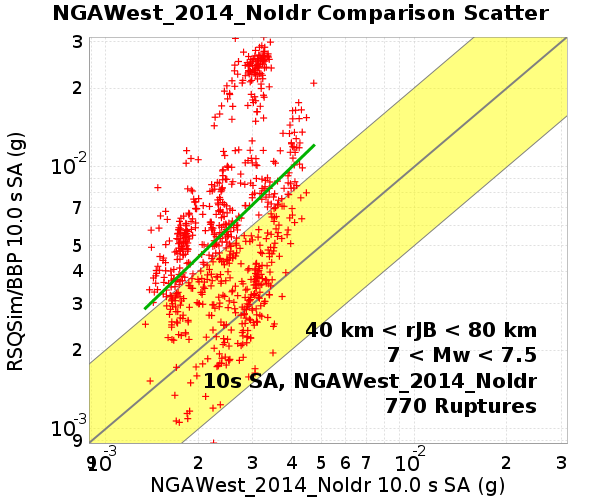 NGAWest_2014_NoIdr Comparison Scatter
RSQSim/BBP 10.0 s SA (g)
3
2
10-2
7
5
4
3
2
10-3
9
40 km < rJB < 80 km
7 < Mw < 7.5
10s SA, NGAWest_2014_NoIdr
770 Ruptures
9 10-3 2 3 4 5 6 7 10-2 2 3
NGAWest_2014_NoIdr 10.0 s SA (g)